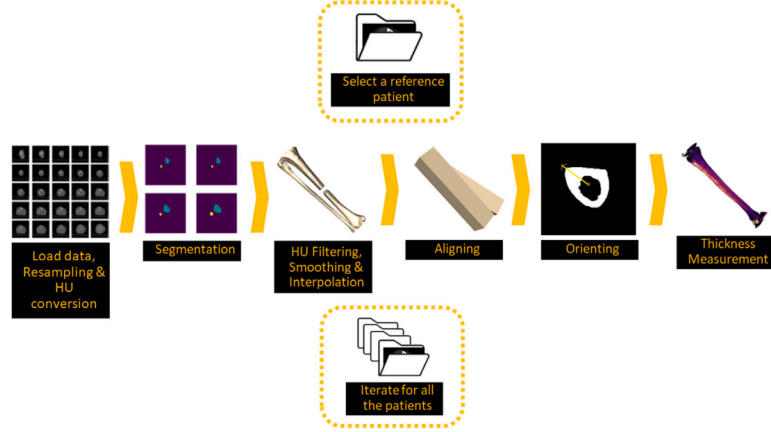 Select a reference
patient
Load data,
Resampling &
HU
conversion
Segmentation
HU Filtering,
Smoothing &
Interpolation
Aligning
Orienting
Thickness
Measurement
Iterate for all
the patients